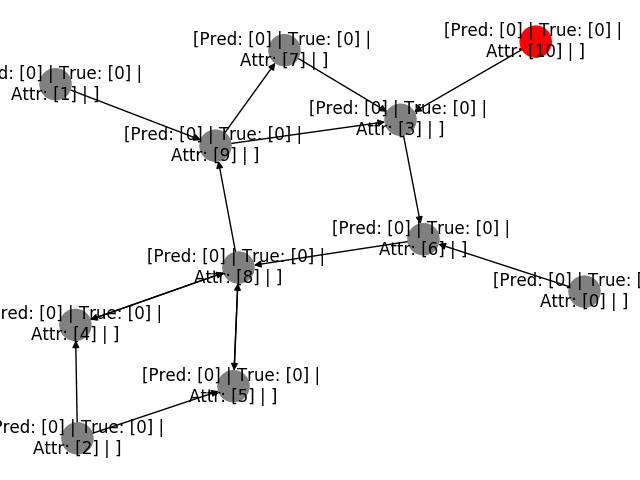 [Pred: [0] | True: [0] |
Attr: [10] | ]
[Pred: [0] | True: [0] |
Attr: [7] | ]
d: [0] | True: [0] |
Attr: [1] | ]
[Pred: [0] | True: [0] |
Attr: [3] | ]
[Pred: [0] | True: [0] |
Attr: [9] | ]
[Pred: [0] | True: [0] |
Attr: [6] | ]
[Pred: [0] | True: [0] |
Attr: [8] | ]
[Pred: [0] | True: [
Attr: [0] | ]
red: [0] | True: [0] |
Attr: [4] | ]
[Pred: [0] | True: [0] |
Attr: [5] | ]
Pred: [0] | True: [0] |
Attr: [2] | ]